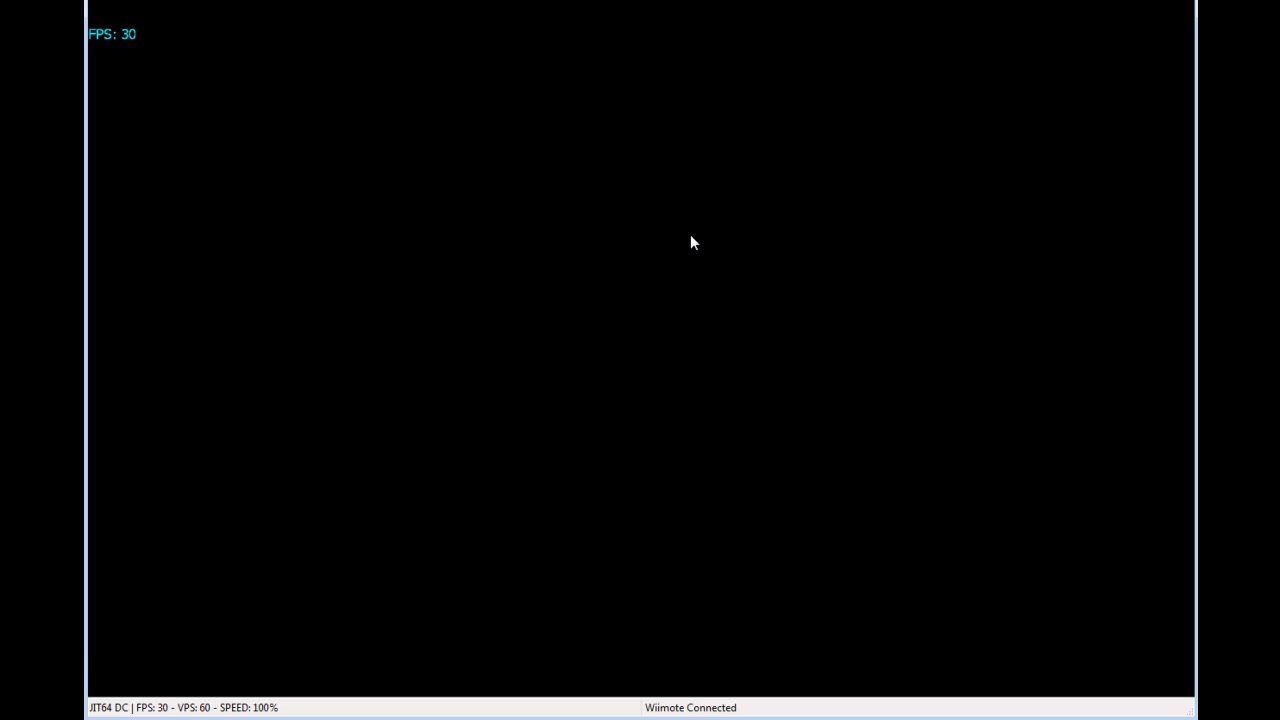 FPS: 30
JIT64 DC | FPS: 30 - VPS: 60 - SPEED: 100%
Wiimote Connected